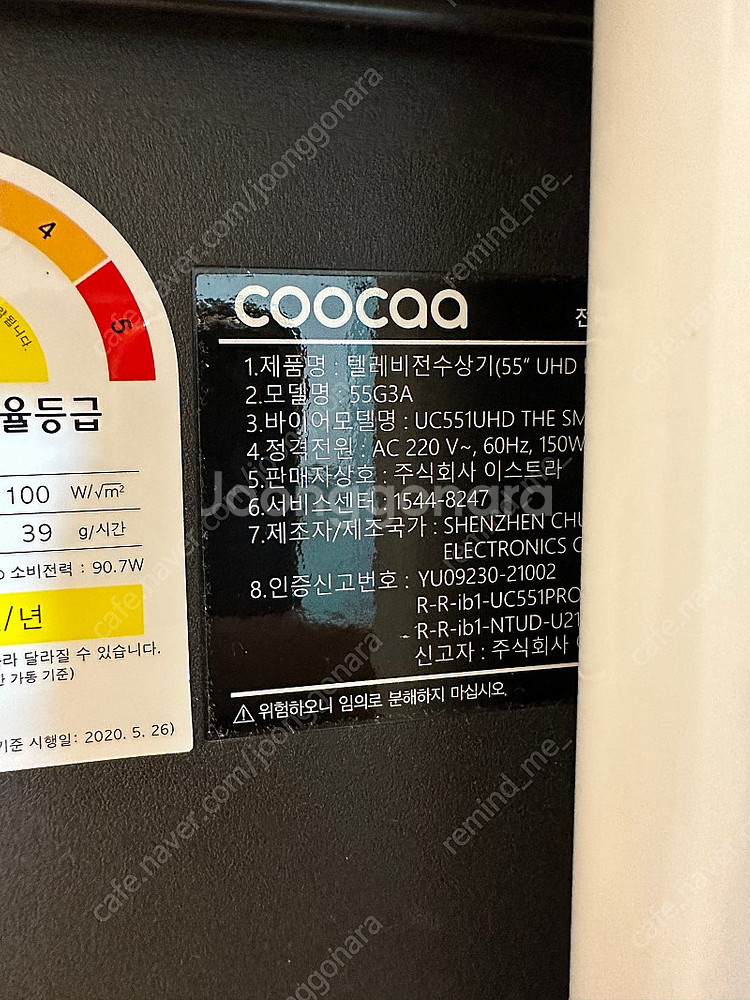 4
5
율등급
100 W/√m²
39 g/시간
소비전력 : 90.7W
/년
라 달라질 수 있습니다.
가동 기준)
기준 시행일: 2020. 5. 26)
coocaa
전
1.제품명 : 텔레비전수상기(55" UHD
2.모델명 : 55G3A
3.바이어모델명 : UC551UHD THE SM
4.정격전원 : AC 220 V~, 60Hz, 150W
5.판매자상호 : 주식회사 이스트라
6.서비스센터 : 1544-8247
7.제조자/제조국가 : SHENZHEN CHU
ELECTRONICS C
8.인증신고번호 : YU09230-21002
R-R-ib1-UC551PRO
R-R-ib1-NTUD-U21
신고자 : 주식회사
⚠ 위험하오니 임의로 분해하지 마십시오.
Joonggonara
cafe.naver.com/joonggonara
remind_me_